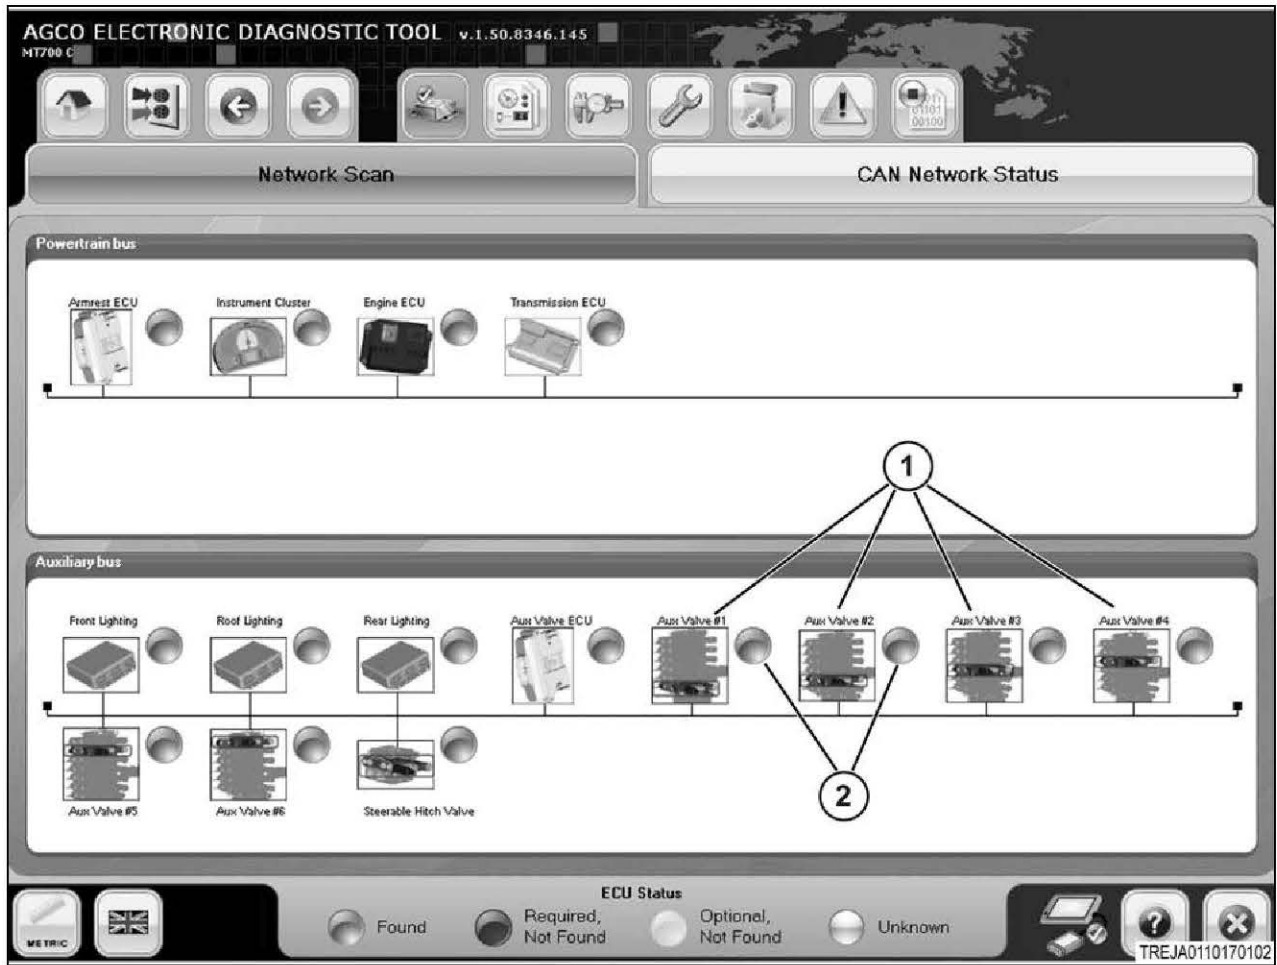 AGCO ELECTRONIC DIAGNOSTIC TOOL v.1.50.8346.145
MT700 C
Network Scan
CAN Network Status
Powertrain bus
Armrest ECU
Instrument Cluster
Engine ECU
Transmission ECU
1
Auxiliary bus
Front Lighting
Roof Lighting
Rear Lighting
Aux Valve ECU
Aux Valve #1
Aux Valve #2
Aux Valve #3
Aux Valve #4
Aux Valve #5
Aux Valve #6
Steerable Hitch Valve
2
METRIC
ECU Status
Found
Required,
Not Found
Optional,
Not Found
Unknown
?
TREJA0110170102